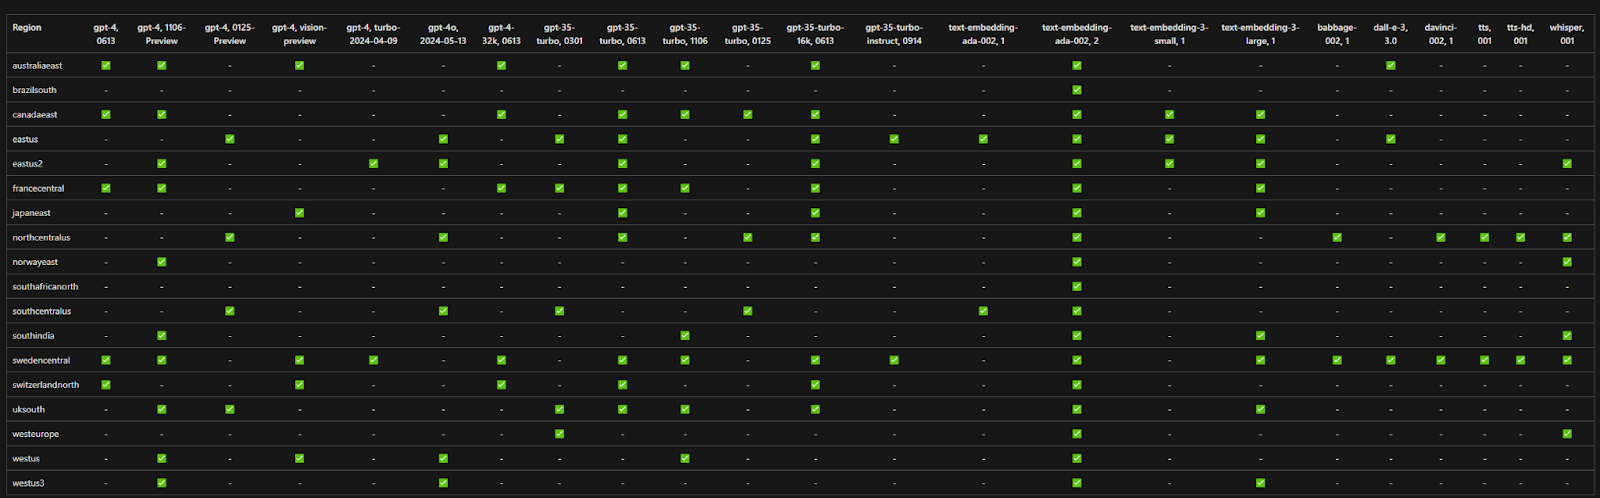 Region gpt-4, 0613 gpt-4, 1106-Preview gpt-4, 0125-Preview gpt-4, vision-preview gpt-4, turbo-2024-04-09 gpt-4o, 2024-05-13 gpt-4-32k, 0613 gpt-35-turbo, 0301 gpt-35-turbo, 0613 gpt-35-turbo, 1106 gpt-35-turbo, 0125 gpt-35-turbo-16k, 0613 gpt-35-turbo-instruct, 0914 text-embedding-ada-002, 1 text-embedding-ada-002, 2 text-embedding-3-small, 1 text-embedding-3-large, 1 babbage-002, 1 dall-e-3, 3.0 davinci-002, 1 tts, 001 tts-hd, 001 whisper, 001
australiaeast ✅ ✅ - ✅ - - ✅ - ✅ ✅ - ✅ - - ✅ - - - ✅ - - - -
brazilsouth - - - - - - - - - - - - - - ✅ - - - - - - - -
canadaeast ✅ ✅ - - - - ✅ - ✅ ✅ ✅ ✅ - - ✅ ✅ ✅ - - - - - -
eastus - - ✅ - - ✅ - ✅ ✅ - - ✅ ✅ ✅ ✅ ✅ ✅ - ✅ - - - -
eastus2 - ✅ - - ✅ ✅ - - ✅ - - ✅ - - ✅ ✅ ✅ - - - - - ✅
francecentral ✅ ✅ - - - - ✅ ✅ ✅ ✅ - ✅ - - ✅ - ✅ - - - - - -
japaneast - - - ✅ - - - - ✅ - - ✅ - - ✅ - ✅ - - - - - -
northcentralus - - ✅ - - ✅ - - ✅ - ✅ ✅ - - ✅ - - ✅ - ✅ ✅ ✅ ✅
norwayeast - ✅ - - - - - - - - - - - - ✅ - - - - - - - ✅
southafricanorth - - - - - - - - - - - - - - ✅ - - - - - - - -
southcentralus - - ✅ - - ✅ - ✅ - - ✅ - - ✅ ✅ - - - - - - - -
southindia - ✅ - - - - - - - ✅ - - - - ✅ - ✅ - - - - - ✅
swedencentral ✅ ✅ - ✅ ✅ - ✅ - ✅ ✅ - ✅ ✅ - ✅ - ✅ ✅ ✅ ✅ ✅ ✅ ✅
switzerlandnorth ✅ - - ✅ - - ✅ - ✅ - - ✅ - - ✅ - - - - - - - -
uksouth - ✅ ✅ - - - - ✅ ✅ ✅ - ✅ - - ✅ - ✅ - - - - - -
westeurope - - - - - - - ✅ - - - - - - ✅ - - - - - - - ✅
westus - ✅ - ✅ - ✅ - - - ✅ - - - - ✅ - - - - - - - -
westus3 - ✅ - - - ✅ - - - - - - - - ✅ - ✅ - - - - - -